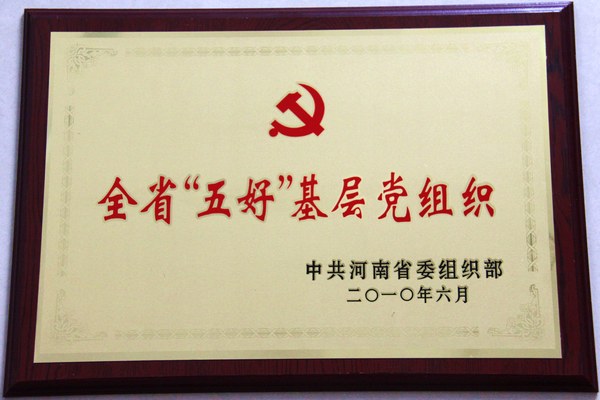 全省“五好”基层党组织
中共河南省委组织部
二〇一〇年六月